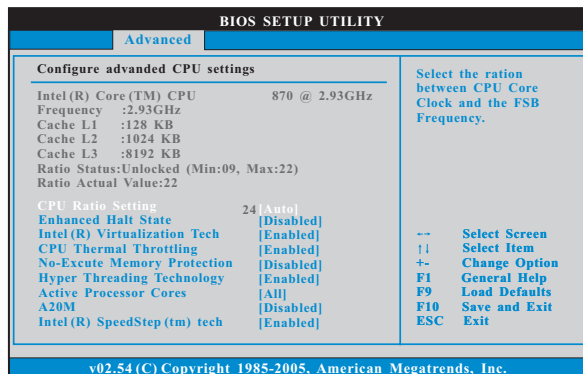 BIOS SETUP UTILITY
Advanced
Configure advanded CPU settings
Intel (R) Core (TM) CPU 870 @ 2.93GHz
Frequency :2.93GHz
Cache L1 :128 KB
Cache L2 :1024 KB
Cache L3 :8192 KB
Ratio Status:Unlocked (Min:09, Max:22)
Ratio Actual Value:22
CPU Ratio Setting 24 [Auto]
Enhanced Halt State [Disabled]
Intel (R) Virtualization Tech [Enabled]
CPU Thermal Throttling [Enabled]
No-Excute Memory Protection [Disabled]
Hyper Threading Technology [Enabled]
Active Processor Cores [All]
A20M [Disabled]
Intel (R) SpeedStep (tm) tech [Enabled]
Select the ration
between CPU Core
Clock and the FSB
Frequency.
←→ Select Screen
↑↓ Select Item
+- Change Option
F1 General Help
F9 Load Defaults
F10 Save and Exit
ESC Exit
v02.54 (C) Copyright 1985-2005, American Megatrends, Inc.